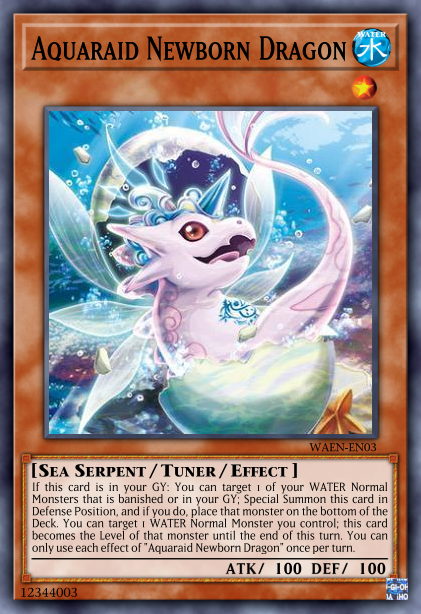 AQUARAID NEWBORN DRAGON
WATER
水
WAEN-EN03
[SEA SERPENT / TUNER / EFFECT ]
If this card is in your GY: You can target 1 of your WATER Normal
Monsters that is banished or in your GY; Special Summon this card in
Defense Position, and if you do, place that monster on the bottom of the
Deck. You can target 1 WATER Normal Monster you control; this card
becomes the Level of that monster until the end of this turn. You can
only use each effect of "Aquaraid Newborn Dragon" once per turn.
ATK/ 100 DEF/ 100
12344003